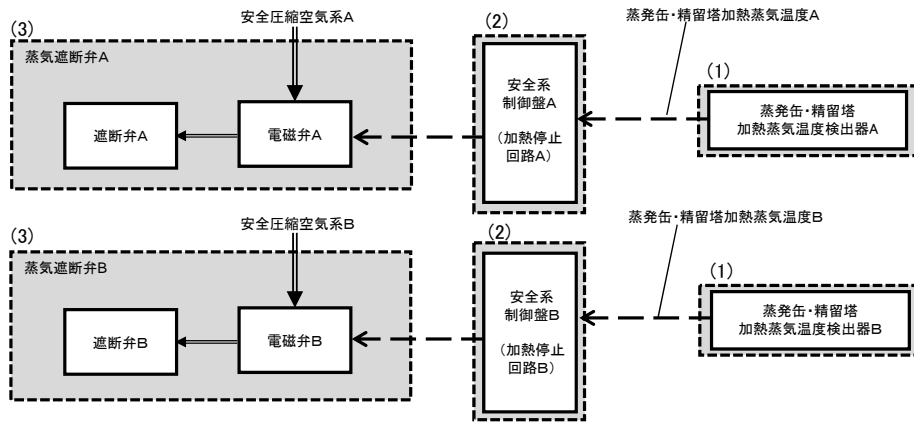 安全圧縮空気系A
蒸発缶・精留塔加熱蒸気温度A
(3)
(2)
(1)
蒸気遮断弁A
遮断弁A
電磁弁A
安全系
制御盤A
(加熱停止
回路A)
蒸発缶・精留塔
加熱蒸気温度検出器A
安全圧縮空気系B
蒸発缶・精留塔加熱蒸気温度B
(3)
(2)
(1)
蒸気遮断弁B
遮断弁B
電磁弁B
安全系
制御盤B
(加熱停止
回路B)
蒸発缶・精留塔
加熱蒸気温度検出器B